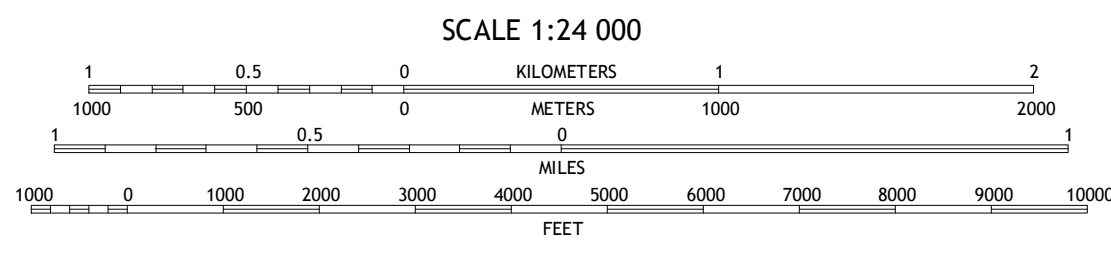 SCALE 1:24 000
1 0.5 0 KILOMETERS 1 2
1000 500 0 METERS 1000 2000
1 0.5 0 1
MILES
1000 0 1000 2000 3000 4000 5000 6000 7000 8000 9000 10000
FEET